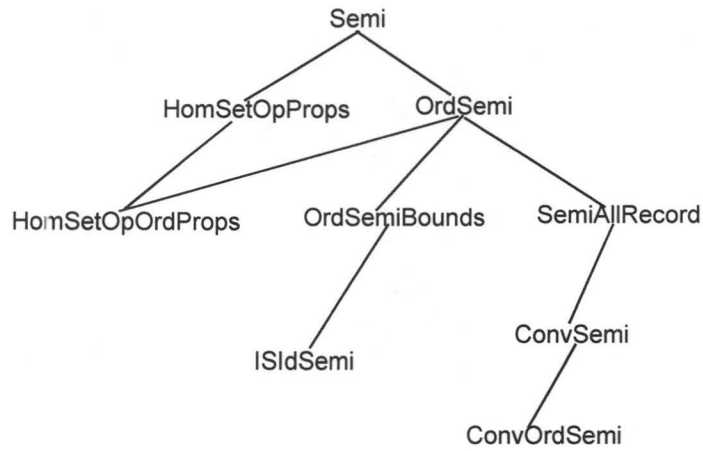 Semi
HomSetOpProps
OrdSemi
HomSetOpOrdProps
OrdSemiBounds
SemiAllRecord
ConvSemi
ISIdSemi
ConvOrdSemi